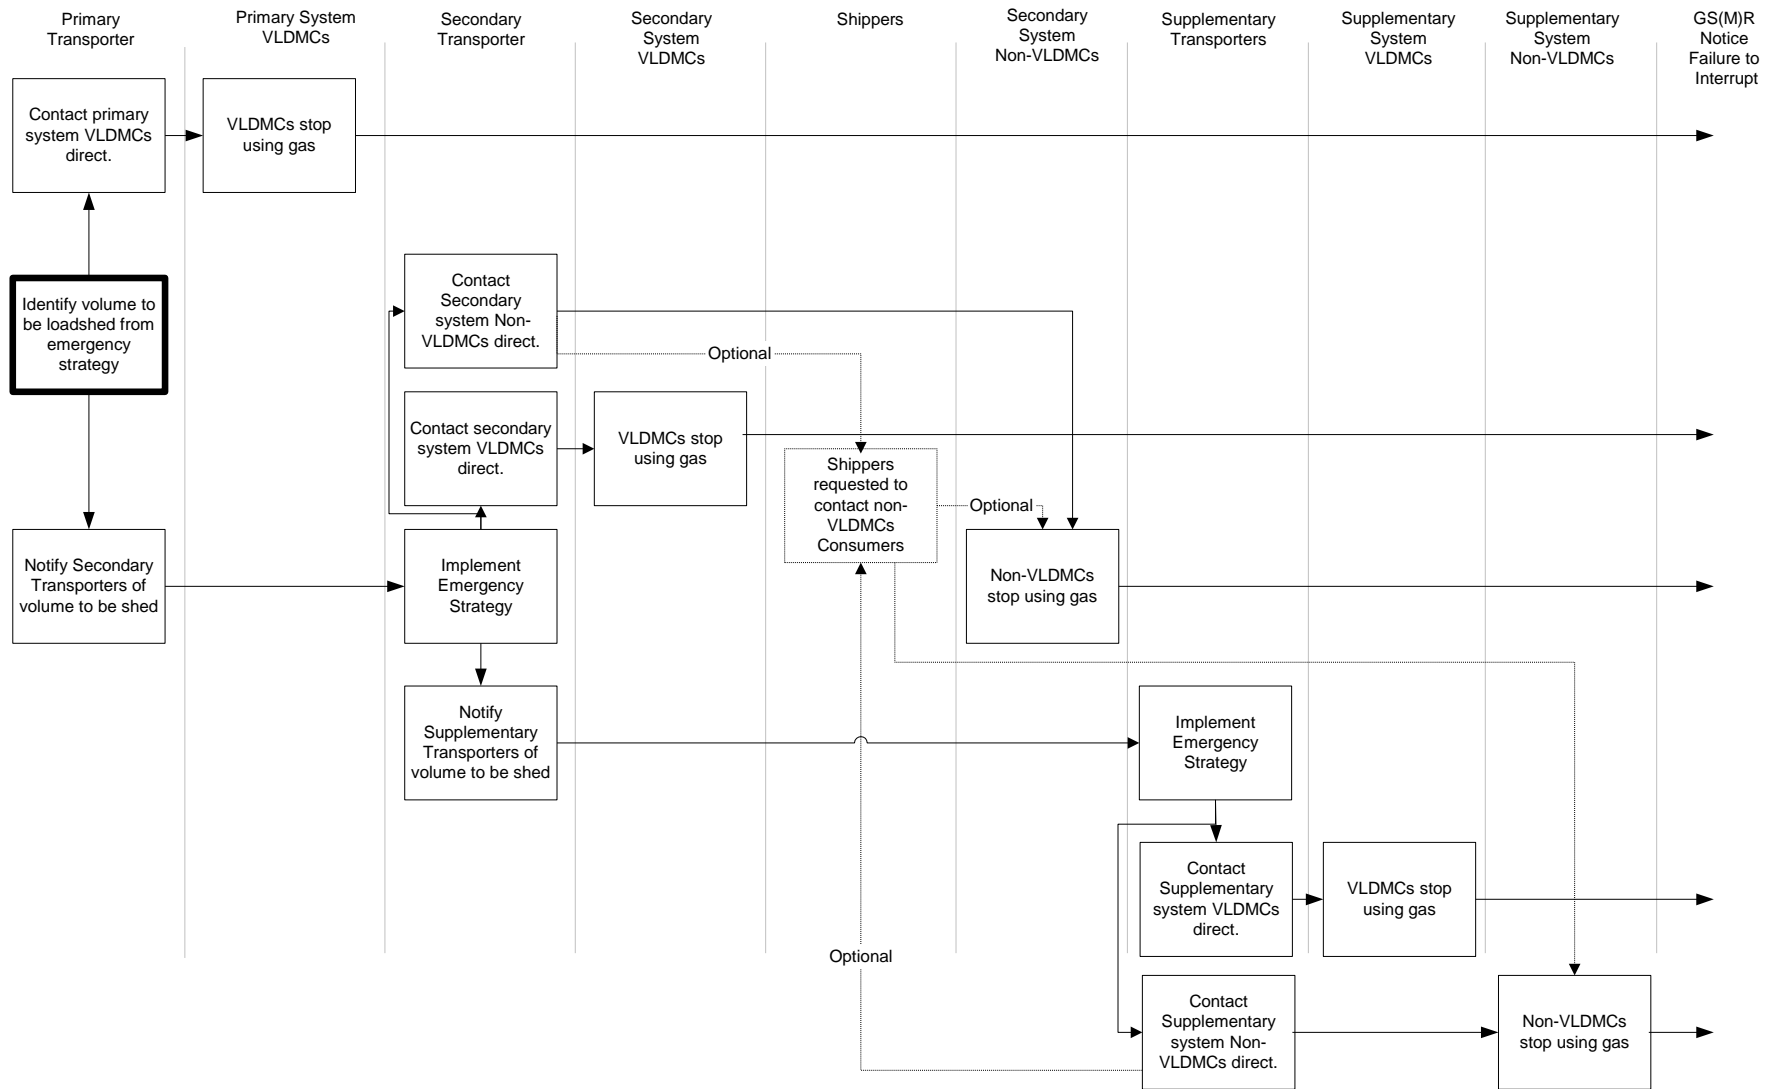 Primary
Transporter
Primary System
VLDMCs
Secondary
Transporter
Secondary
System
VLDMCs
Shippers
Secondary
System
Non-VLDMCs
Supplementary
Transporters
Supplementary
System
VLDMCs
Supplementary
System
Non-VLDMCs
GS(M)R
Notice
Failure to
Interrupt
Contact primary
system VLDMCs
direct.
VLDMCs stop
using gas
Identify volume to
be loadshed from
emergency
strategy
Contact
Secondary
system Non-
VLDMCs direct.
Optional
Contact secondary
system VLDMCs
direct.
VLDMCs stop
using gas
Shippers
requested to
contact non-
VLDMCs
Consumers
Optional
Notify Secondary
Transporters of
volume to be shed
Implement
Emergency
Strategy
Non-VLDMCs
stop using gas
Notify
Supplementary
Transporters of
volume to be shed
Implement
Emergency
Strategy
Contact
Supplementary
system VLDMCs
direct.
VLDMCs stop
using gas
Optional
Contact
Supplementary
system Non-
VLDMCs direct.
Non-VLDMCs
stop using gas